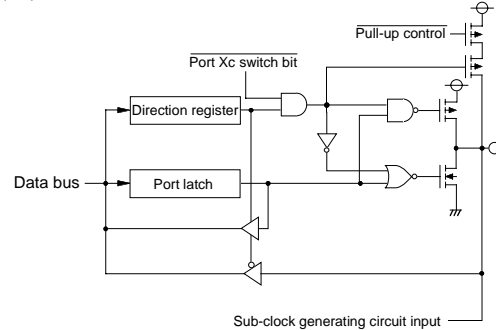 Pull-up control
Port Xc switch bit
Direction register
Data bus
Port latch
Sub-clock generating circuit input